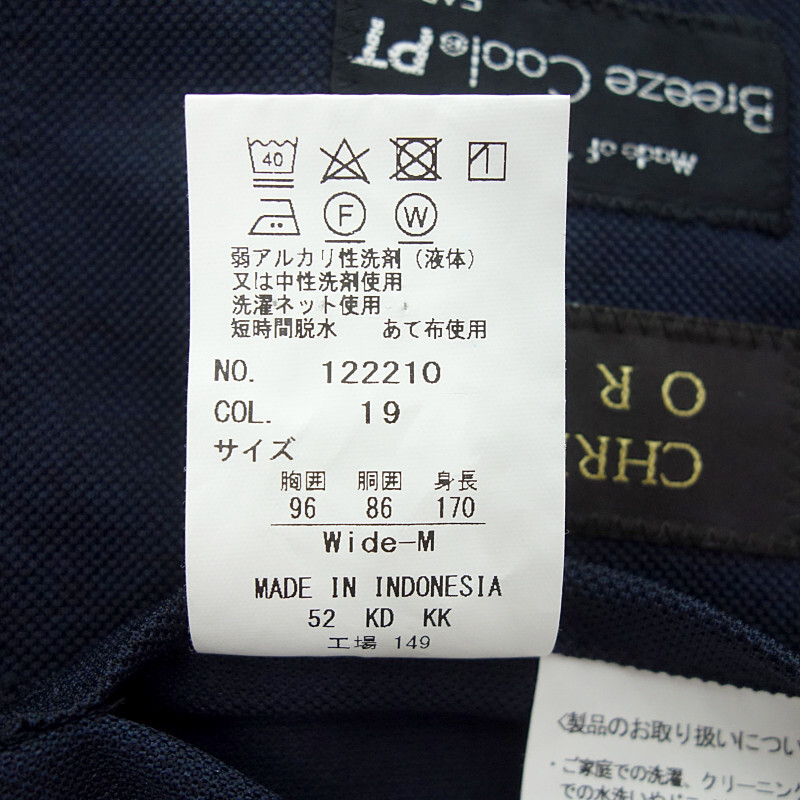 Made of
Breeze Cool®PT
40
F
W
弱アルカリ性洗剤(液体)
又は中性洗剤使用
洗濯ネット使用
短時間脱水 あて布使用
NO. 122210
COL. 19
サイズ
胸囲 胴囲 身長
96 86 170
Wide-M
MADE IN INDONESIA
52 KD KK
工場 149
OR
<製品のお取り扱いについ
・ご家庭での洗濯、クリーニング